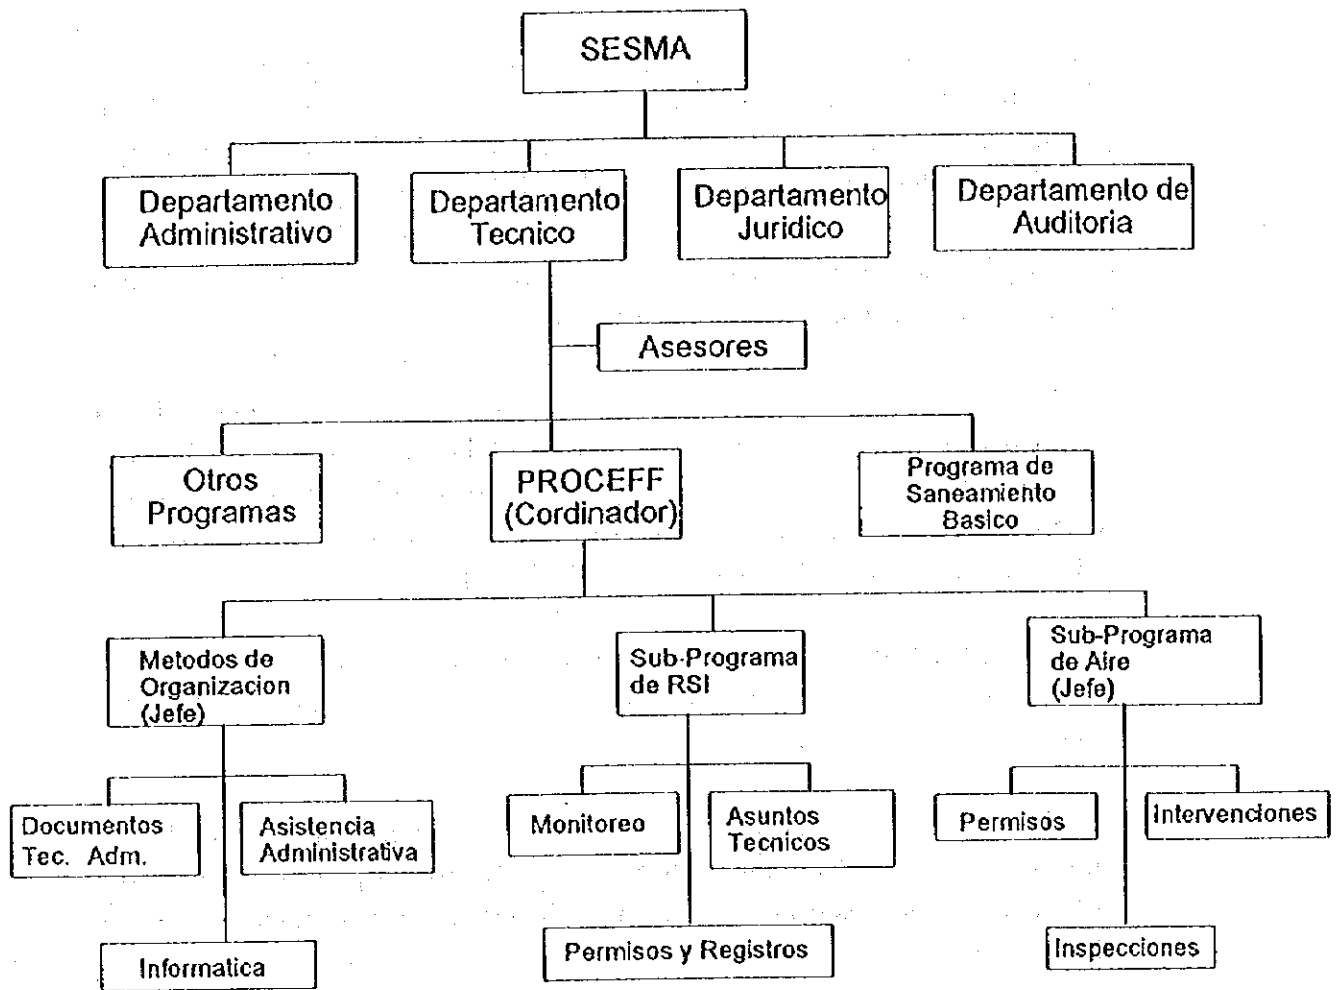 SESMA
Departamento
Administrativo
Departamento
Tecnico
Departamento
Juridico
Departamento de
Auditoria
Asesores
Otros
Programas
PROCEFF
(Cordinador)
Programa de
Saneamiento
Basico
Metodos de
Organizacion
(Jefe)
Sub-Programa
de RSI
Sub-Programa
de Aire
(Jefe)
Documentos
Tec. Adm.
Asistencia
Administrativa
Monitoreo
Asuntos
Tecnicos
Permisos
Intervenciones
Informatica
Permisos y Registros
Inspecciones